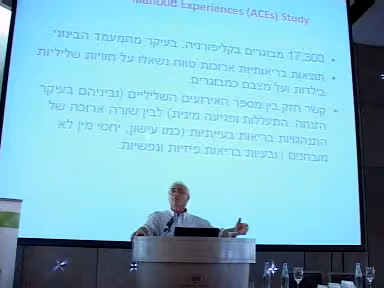 Childhood Experiences (ACEs) Study
17,300 מבוגרים בקליפורניה, בעיקר מהמעמד הבינוני
תוצאות בריאותיות ארוכות טווח נשאלו על חוויות שליליות
בילדות ועל מצבם כמבוגרים.
קשר חזק בין מספר האירועים השליליים (וביניהם בעיקר
הזנחה, התעללות ופגיעה מינית) לבין שורה ארוכה של
התנהגויות בריאות בעייתיות (כמו עישון, יחסי מין לא
מובחנים) ובעיות בריאות פיזיות ונפשיות.